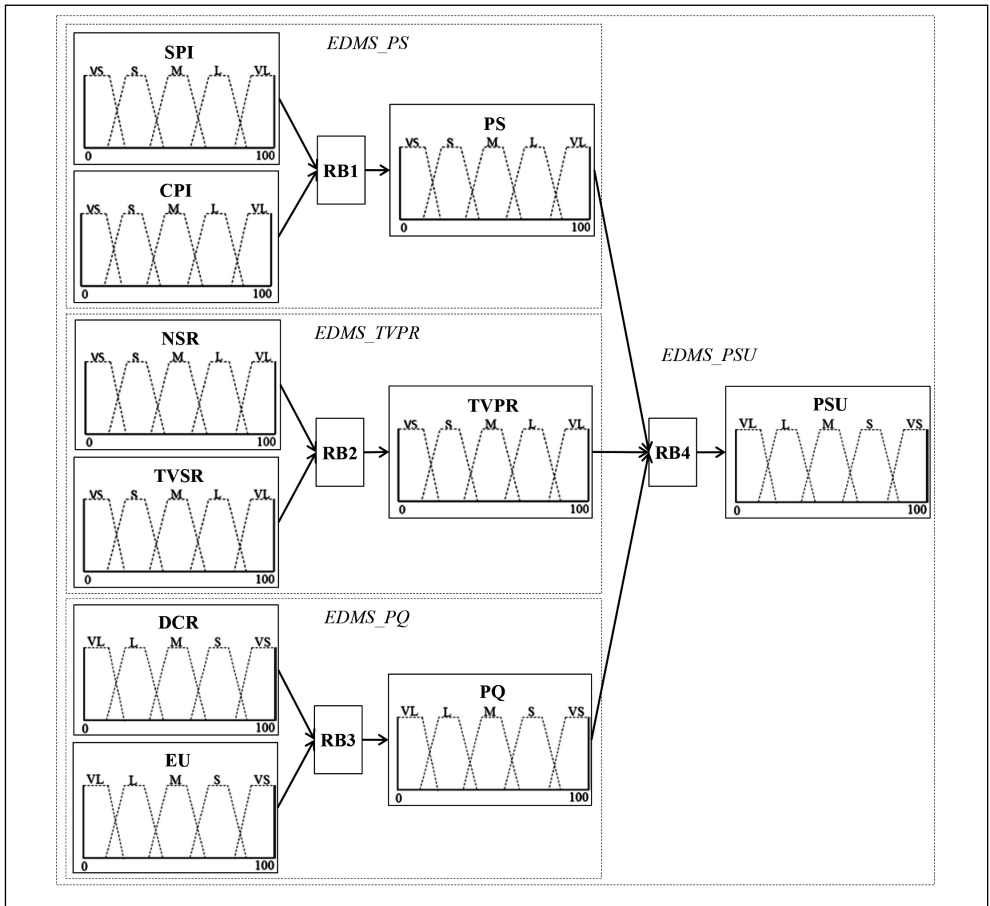 EDMS_PS
SPI
VS S M L VL
0 100
CPI
VS S M L VL
0 100
RB1
PS
VS S M L VL
0 100
EDMS_TVPR
NSR
VS S M L VL
0 100
TVSR
VS S M L VL
0 100
RB2
TVPR
VS S M L VL
0 100
EDMS_PQ
DCR
VL L M S VS
0 100
EU
VL L M S VS
0 100
RB3
PQ
VL L M S VS
0 100
EDMS_PSU
RB4
PSU
VL L M S VS
0 100